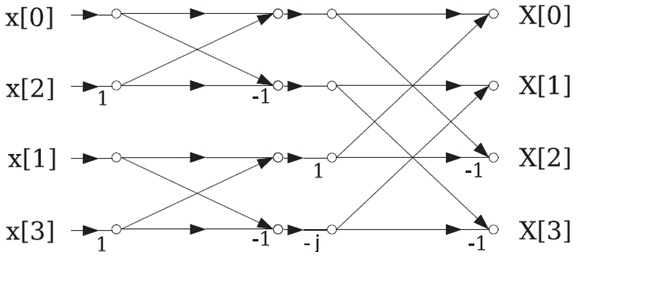 x[0] X[0]
x[2] 1 -1 X[1]
x[1] 1 -1 X[2]
x[3] 1 -1 -j -1 X[3]